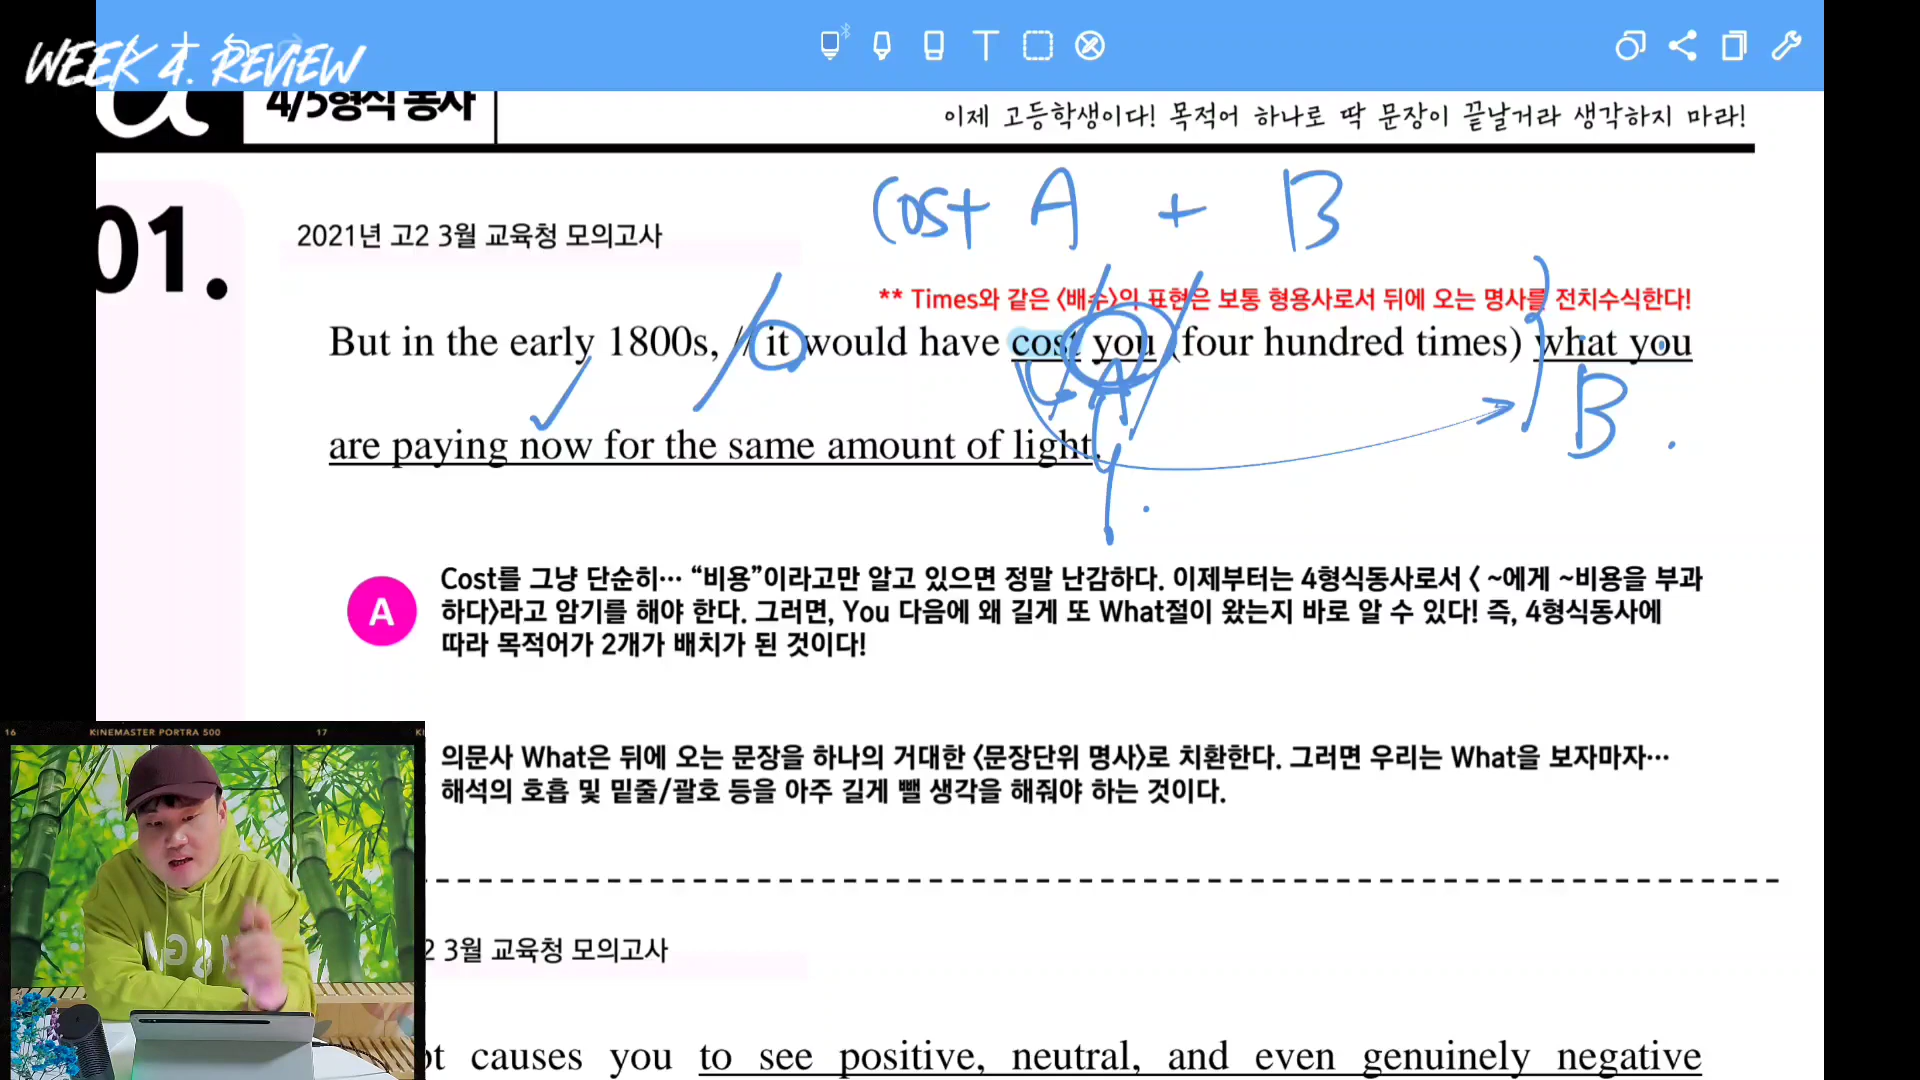 WEEK 4. REVIEW
4/5형식 동사
이제 고등학생이다! 목적어 하나로 딱 문장이 끝날거라 생각하지 마라!
01.
2021년 고2 3월 교육청 모의고사
cost A + B
** Times와 같은 <배수>의 표현은 보통 형용사로서 뒤에 오는 명사를 전치수식한다!
But in the early 1800s, // it would have cost you (four hundred times) what you
A
B
are paying now for the same amount of light.
A
Cost를 그냥 단순히… “비용”이라고만 알고 있으면 정말 난감하다. 이제부터는 4형식동사로서 < ~에게 ~비용을 부과
하다>라고 암기를 해야 한다. 그러면, You 다음에 왜 길게 또 What절이 왔는지 바로 알 수 있다! 즉, 4형식동사에
따라 목적어가 2개가 배치가 된 것이다!
의문사 What은 뒤에 오는 문장을 하나의 거대한 <문장단위 명사>로 치환한다. 그러면 우리는 What을 보자마자…
해석의 호흡 및 밑줄/괄호 등을 아주 길게 뺄 생각을 해줘야 하는 것이다.
16 KINEMASTER PORTRA 500 17 KI
2 3월 교육청 모의고사
pt causes you to see positive, neutral, and even genuinely negative